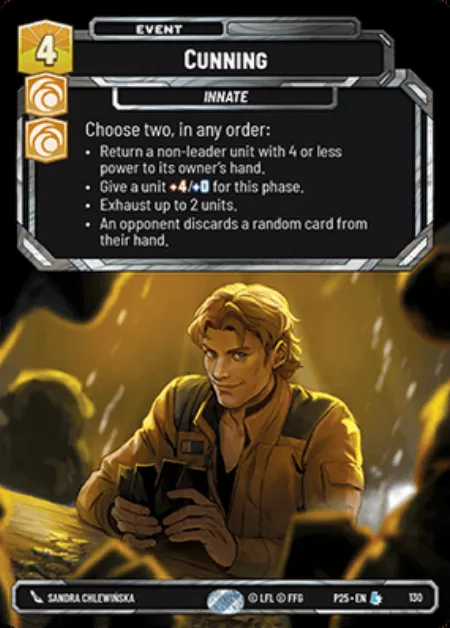 EVENT
4
CUNNING
INNATE
Choose two, in any order:
• Return a non-leader unit with 4 or less
power to its owner's hand.
• Give a unit +4/+0 for this phase.
• Exhaust up to 2 units.
• An opponent discards a random card from
their hand.
SANDRA CHLEWIŃSKA
© LFL © FFG
P25 • EN
130